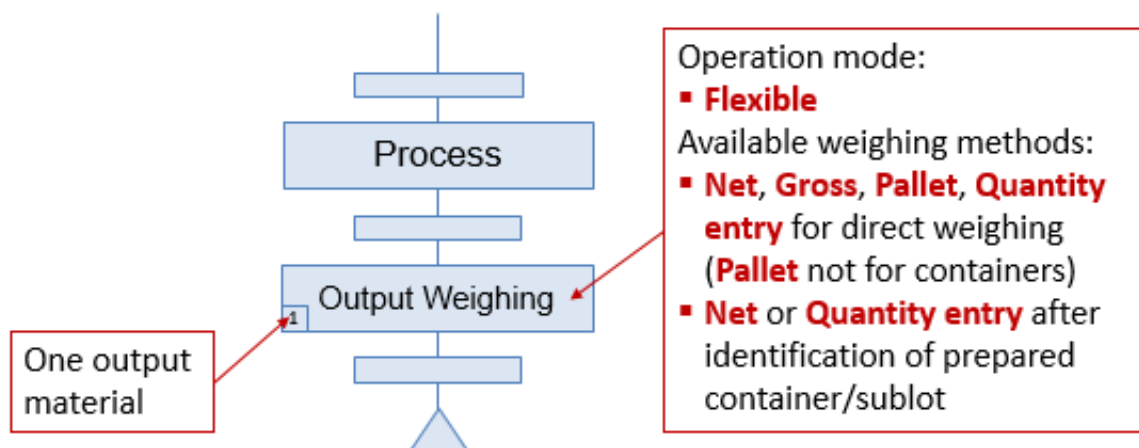 Process
Output Weighing
1
One output
material
Operation mode:
▪ Flexible
Available weighing methods:
▪ Net, Gross, Pallet, Quantity
entry for direct weighing
(Pallet not for containers)
▪ Net or Quantity entry after
identification of prepared
container/sublot